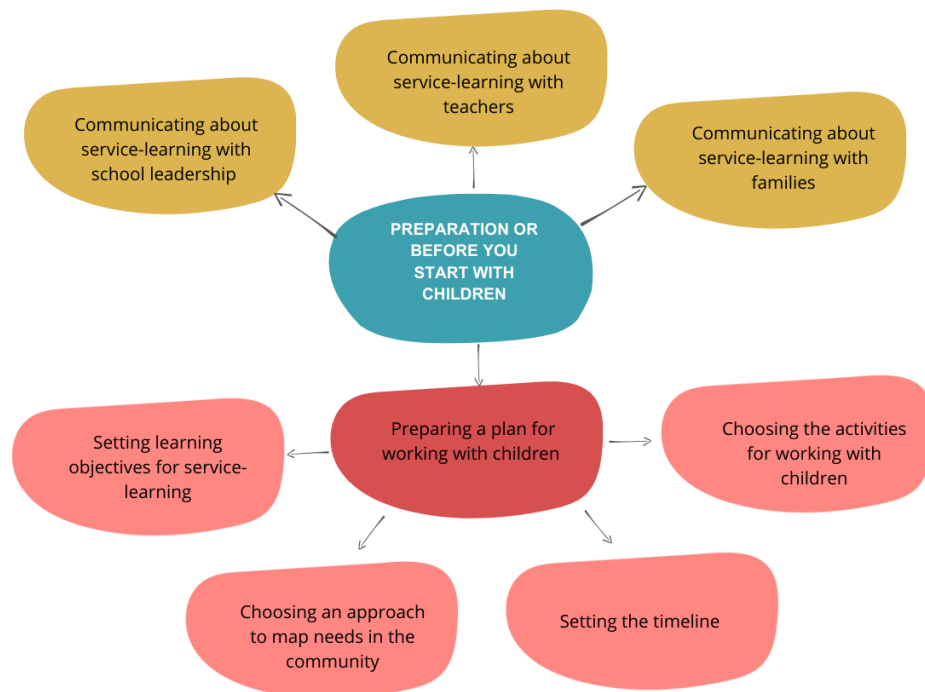 Communicating about
service-learning with
teachers
Communicating about
service-learning with
school leadership
Communicating about
service-learning with
families
PREPARATION OR
BEFORE YOU
START WITH
CHILDREN
Preparing a plan for
working with children
Setting learning
objectives for service-
learning
Choosing the activities
for working with
children
Choosing an approach
to map needs in the
community
Setting the timeline